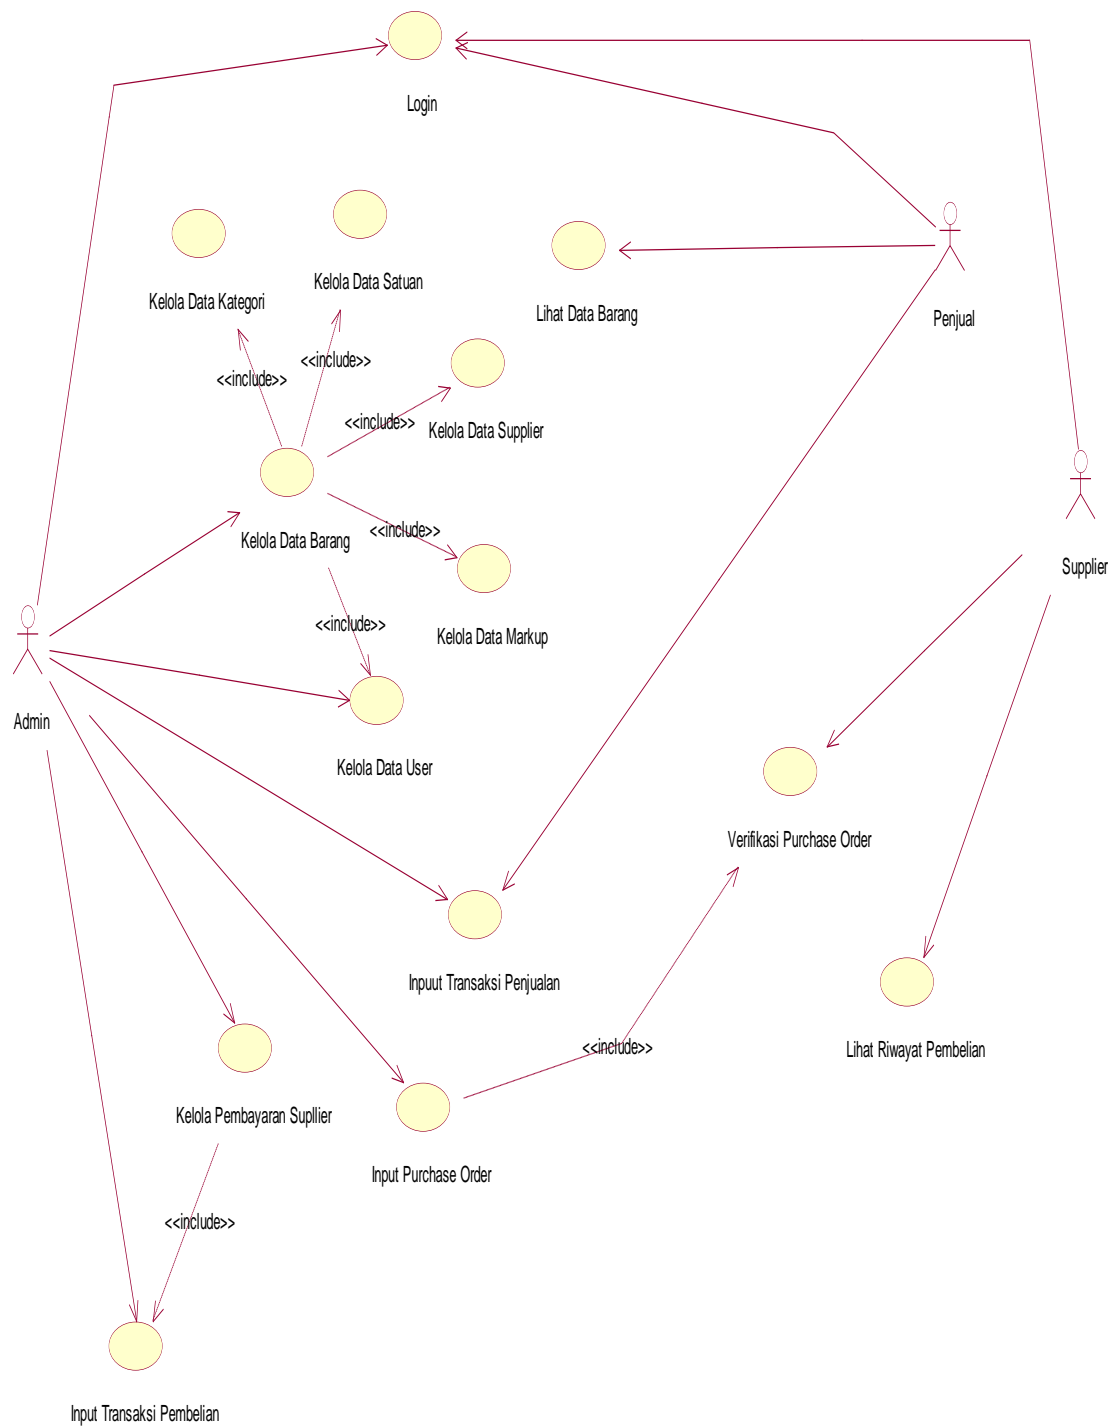 Login
Kelola Data Satuan
Kelola Data Kategori
Lihat Data Barang
Penjual
<<include>>
<<include>>
<<include>>
Kelola Data Supplier
<<include>>
Kelola Data Barang
Supplier
<<include>>
Kelola Data Markup
Admin
Kelola Data User
Verifikasi Purchase Order
Inpuut Transaksi Penjualan
<<include>>
Lihat Riwayat Pembelian
Kelola Pembayaran Supllier
Input Purchase Order
<<include>>
Input Transaksi Pembelian